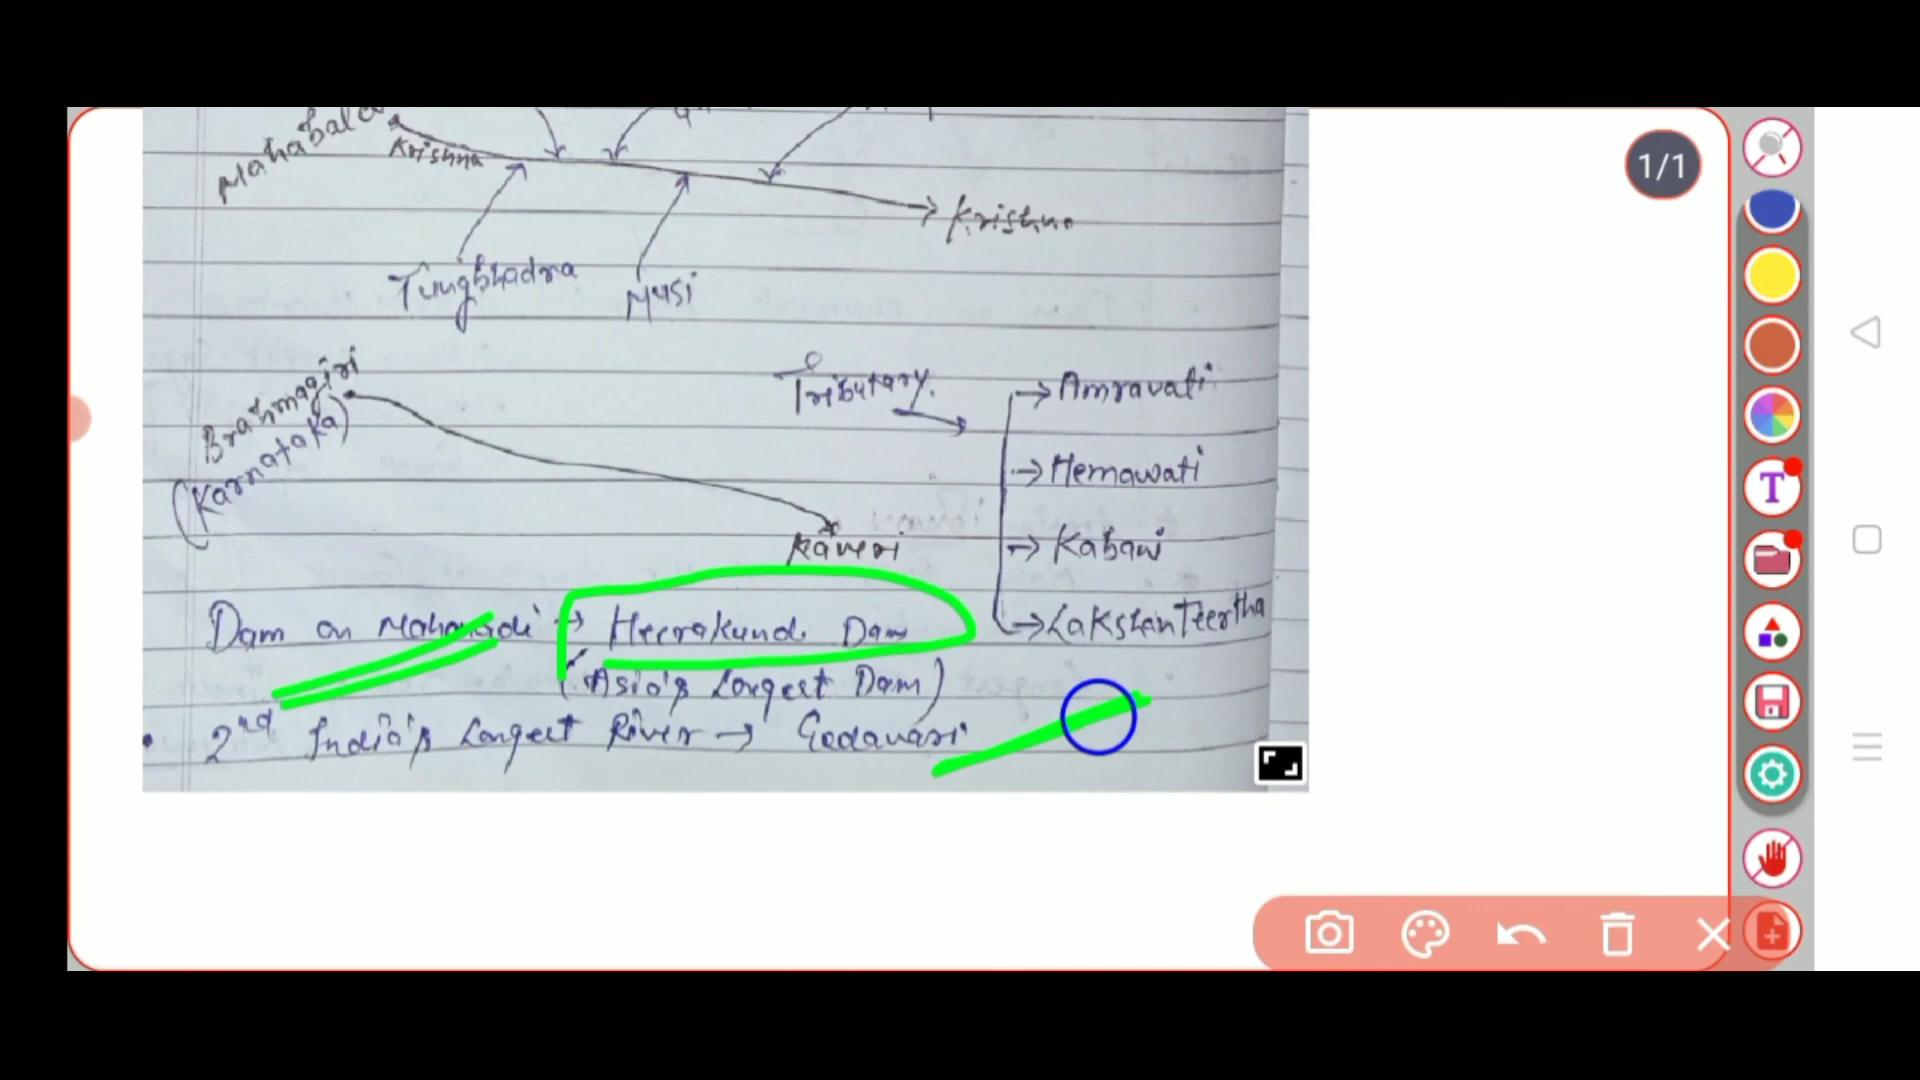 1/1
Mahabale
Krishna
Krishna
Tungbhadra
Musi
Brahmagiri
(Karnataka)
Tributary
→ Amravati
→ Hemawati
Kaveri
→ Kabani
Dam on Mahanadi → Heerakund Dam
→ LakshanTeertha
(Asia's Longest Dam)
• 2nd India's Longest River → Godavari
T